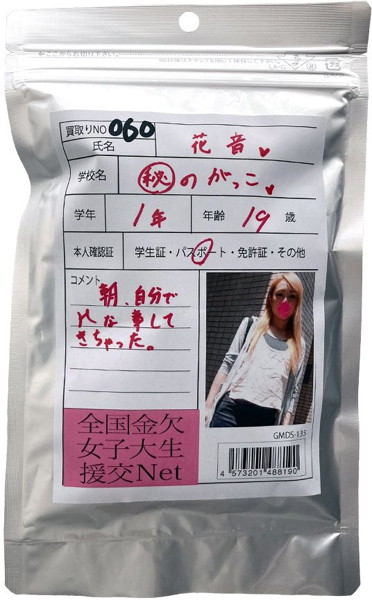 買取りNO 060
氏名 花音♥
学校名 ㊙のがっこ♥
学年 1年 年齢 19歳
本人確認証 学生証・パスポート・免許証・その他
コメント
朝、自分で
Hな事して
きちゃった。
GMDS-135
4 573201 488190
全国金欠
女子大生
援交Net